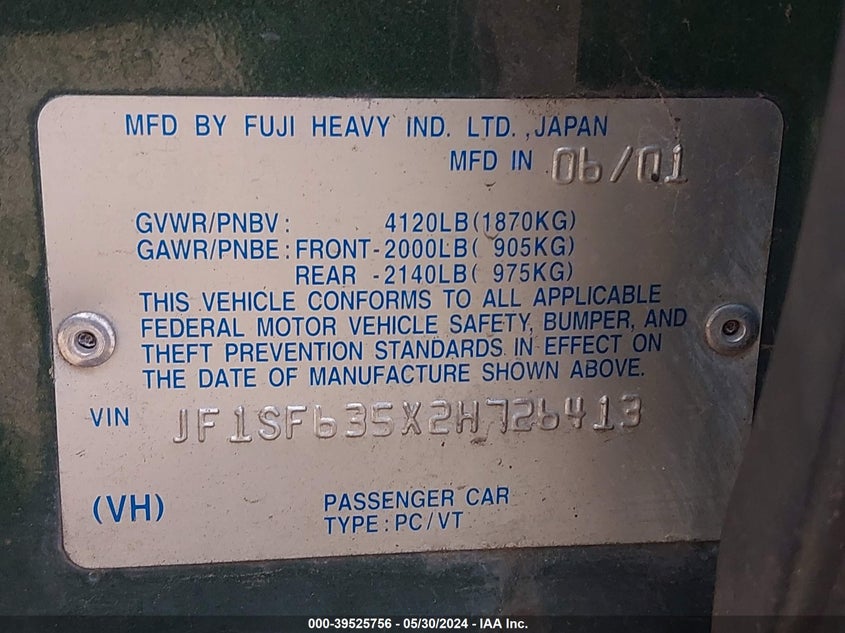 MFD BY FUJI HEAVY IND. LTD., JAPAN
MFD IN 06/01
GVWR/PNBV: 4120LB(1870KG)
GAWR/PNBE: FRONT-2000LB( 905KG)
REAR -2140LB( 975KG)
THIS VEHICLE CONFORMS TO ALL APPLICABLE
FEDERAL MOTOR VEHICLE SAFETY, BUMPER, AND
THEFT PREVENTION STANDARDS IN EFFECT ON
THE DATE OF MANUFACTURE SHOWN ABOVE.
VIN JF1SF635X2H726413
(VH) PASSENGER CAR
TYPE: PC/VT
000-39525756 - 05/30/2024 - IAA Inc.